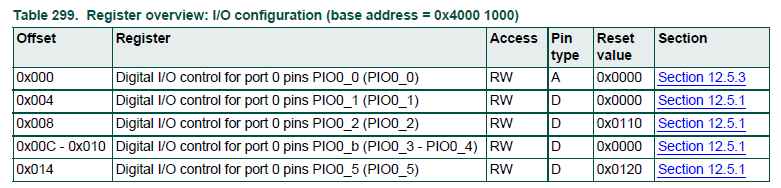 Table 299. Register overview: I/O configuration (base address = 0x4000 1000)
Offset Register Access Pin type Reset value Section
0x000 Digital I/O control for port 0 pins PIO0_0 (PIO0_0) RW A 0x0000 Section 12.5.3
0x004 Digital I/O control for port 0 pins PIO0_1 (PIO0_1) RW D 0x0000 Section 12.5.1
0x008 Digital I/O control for port 0 pins PIO0_2 (PIO0_2) RW D 0x0110 Section 12.5.1
0x00C - 0x010 Digital I/O control for port 0 pins PIO0_b (PIO0_3 - PIO0_4) RW D 0x0000 Section 12.5.1
0x014 Digital I/O control for port 0 pins PIO0_5 (PIO0_5) RW D 0x0120 Section 12.5.1